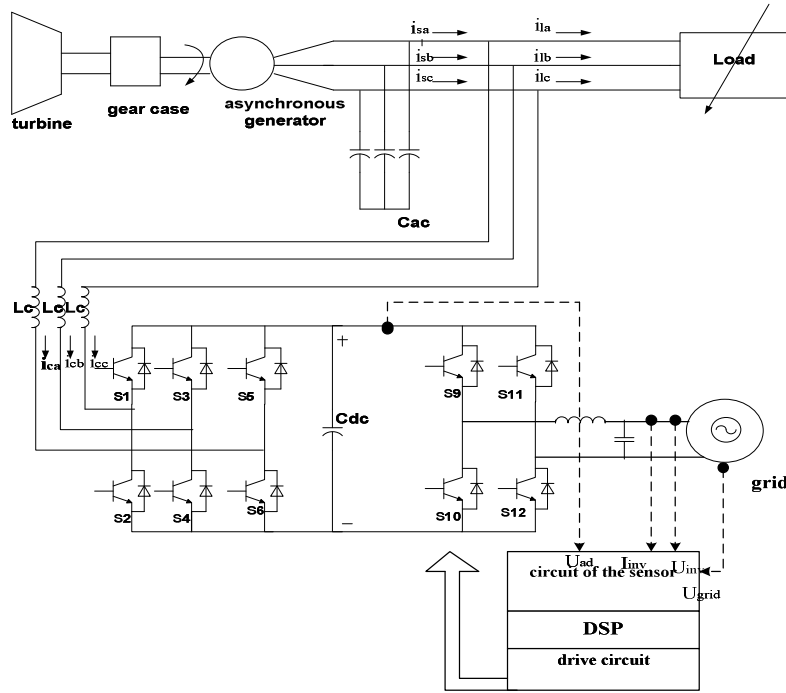 isa
ila
isb
ilb
isc
ilc
Load
turbine
gear case
asynchronous
generator
Cac
Lc
Lc
Lc
ica
icb
icc
S1
S3
S5
S9
S11
+
Cdc
−
S2
S4
S6
S10
S12
grid
Uad
Iinv
Uinv
circuit of the sensor
Ugrid
DSP
drive circuit